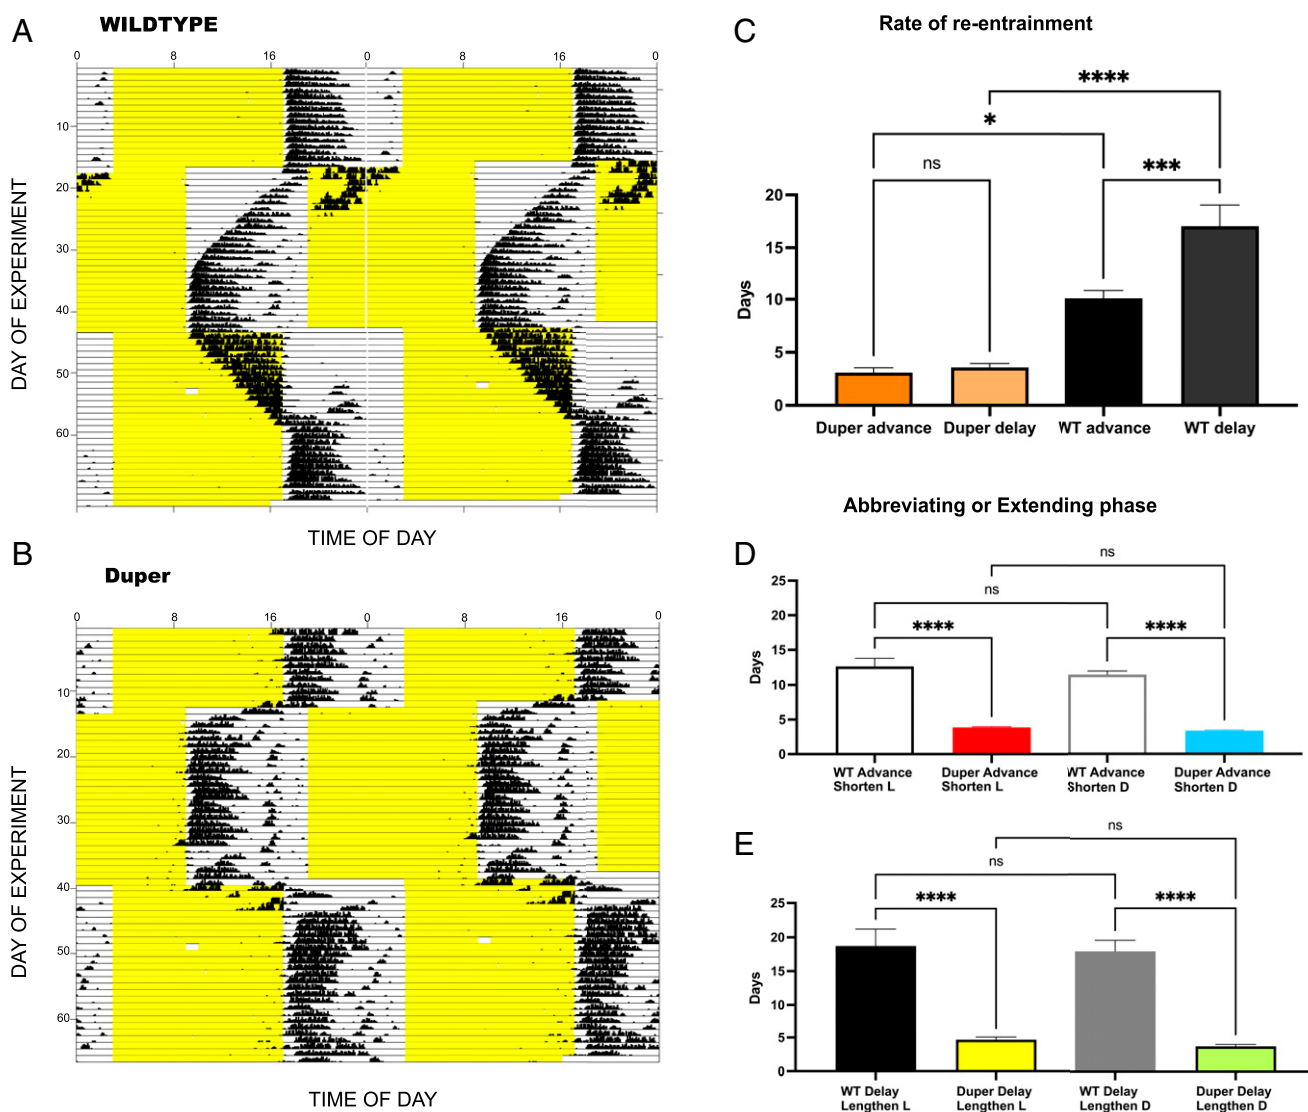 A
WILDTYPE
0 8 16 0 8 16 0
10
20
30
40
50
60
DAY OF EXPERIMENT
TIME OF DAY
B
Duper
0 8 16 0 8 16 0
10
20
30
40
50
60
DAY OF EXPERIMENT
TIME OF DAY
C
Rate of re-entrainment
****
*
ns
***
20
15
10
5
0
Days
Duper advance Duper delay WT advance WT delay
Abbreviating or Extending phase
D
ns
ns
**** ****
25
20
15
10
5
0
Days
WT Advance Duper Advance WT Advance Duper Advance
Shorten L Shorten L Shorten D Shorten D
E
ns
ns
**** ****
25
20
15
10
5
0
Days
WT Delay Duper Delay WT Delay Duper Delay
Lengthen L Lengthen L Lengthen D Lengthen D